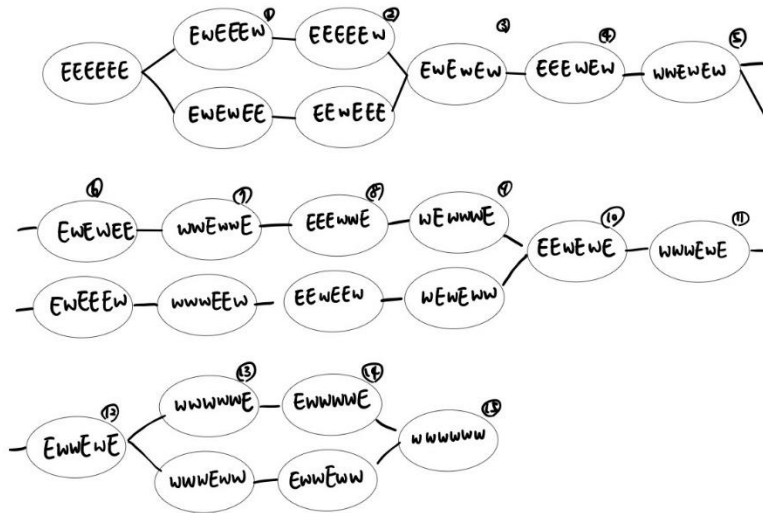 ① ②
EWEEEW EEEEEW ③ ④ ⑤
EEEEEE EWEWEW EEEWEW WWEWEW
EWEWEE EEWEEE
⑥ ⑦ ⑧ ⑨
EWEWEE WWEWWE EEEWWE WEWWWE ⑩ ⑪
EEWEWE WWWEWE
EWEEEW WWWEEW EEWEEW WEWEWW
⑫ ⑬ ⑭
WWWWWE EWWWWE ⑮
EWWEWE WWWWWW
WWWEWW EWWEWW